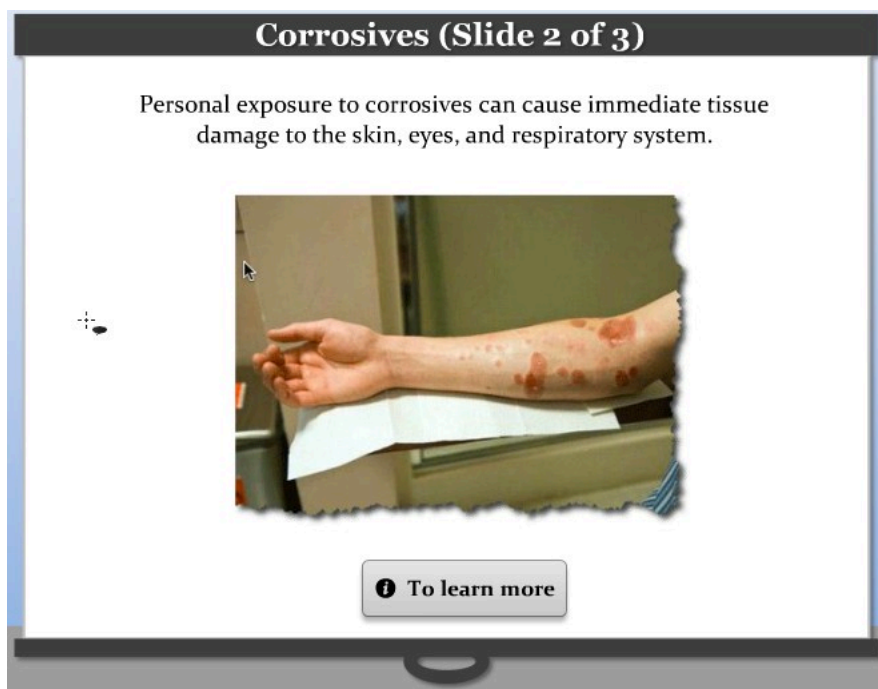 Corrosives (Slide 2 of 3)
Personal exposure to corrosives can cause immediate tissue
damage to the skin, eyes, and respiratory system.
To learn more